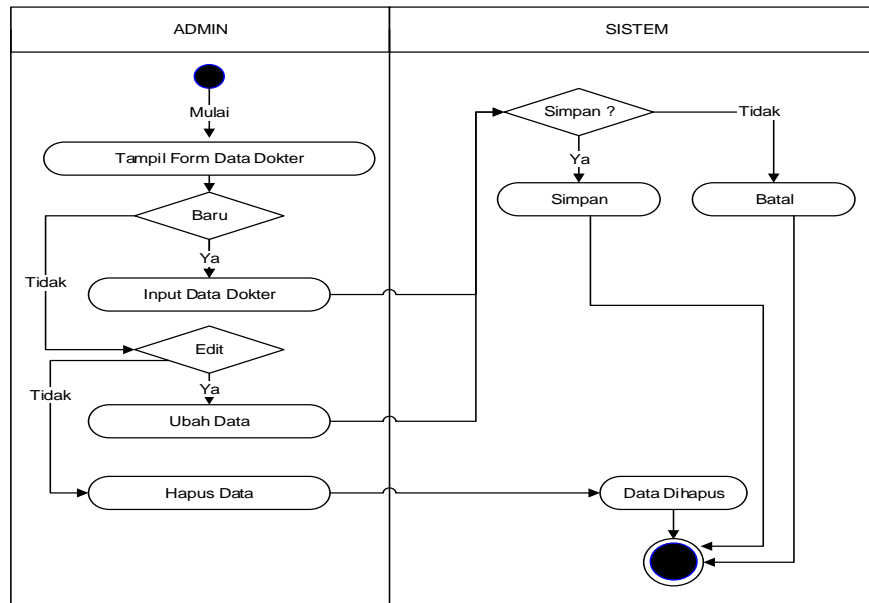 ADMIN
SISTEM
Mulai
Simpan ?
Tidak
Tampil Form Data Dokter
Ya
Baru
Simpan
Batal
Ya
Tidak
Input Data Dokter
Edit
Ya
Tidak
Ubah Data
Hapus Data
Data Dihapus